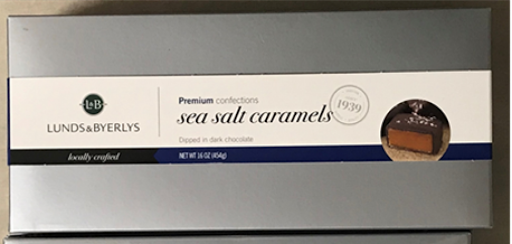 L&B
LUNDS&BYERLYS
locally crafted
Premium confections
sea salt caramels
Dipped in dark chocolate
NET WT 16 OZ (454g)
1939